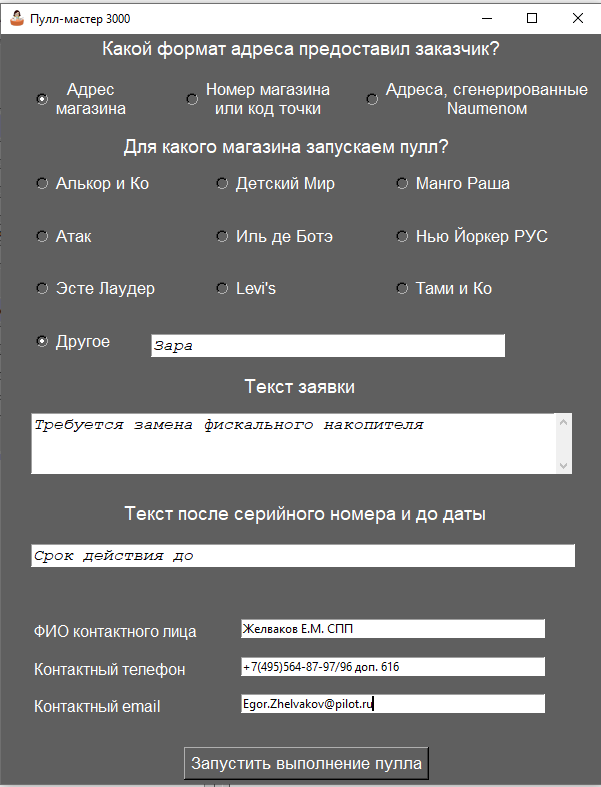 Пулл-мастер 3000
Какой формат адреса предоставил заказчик?
Адрес
магазина
Номер магазина
или код точки
Адреса, сгенерированные
Naumenом
Для какого магазина запускаем пулл?
Алькор и Ко
Детский Мир
Манго Раша
Атак
Иль де Ботэ
Нью Йоркер РУС
Эсте Лаудер
Levi's
Тами и Ко
Другое
Зара
Текст заявки
Требуется замена фискального накопителя
Текст после серийного номера и до даты
Срок действия до
ФИО контактного лица
Желваков Е.М. СПП
Контактный телефон
+7(495)564-87-97/96 доп. 616
Контактный email
Egor.Zhelvakov@pilot.ru
Запустить выполнение пулла